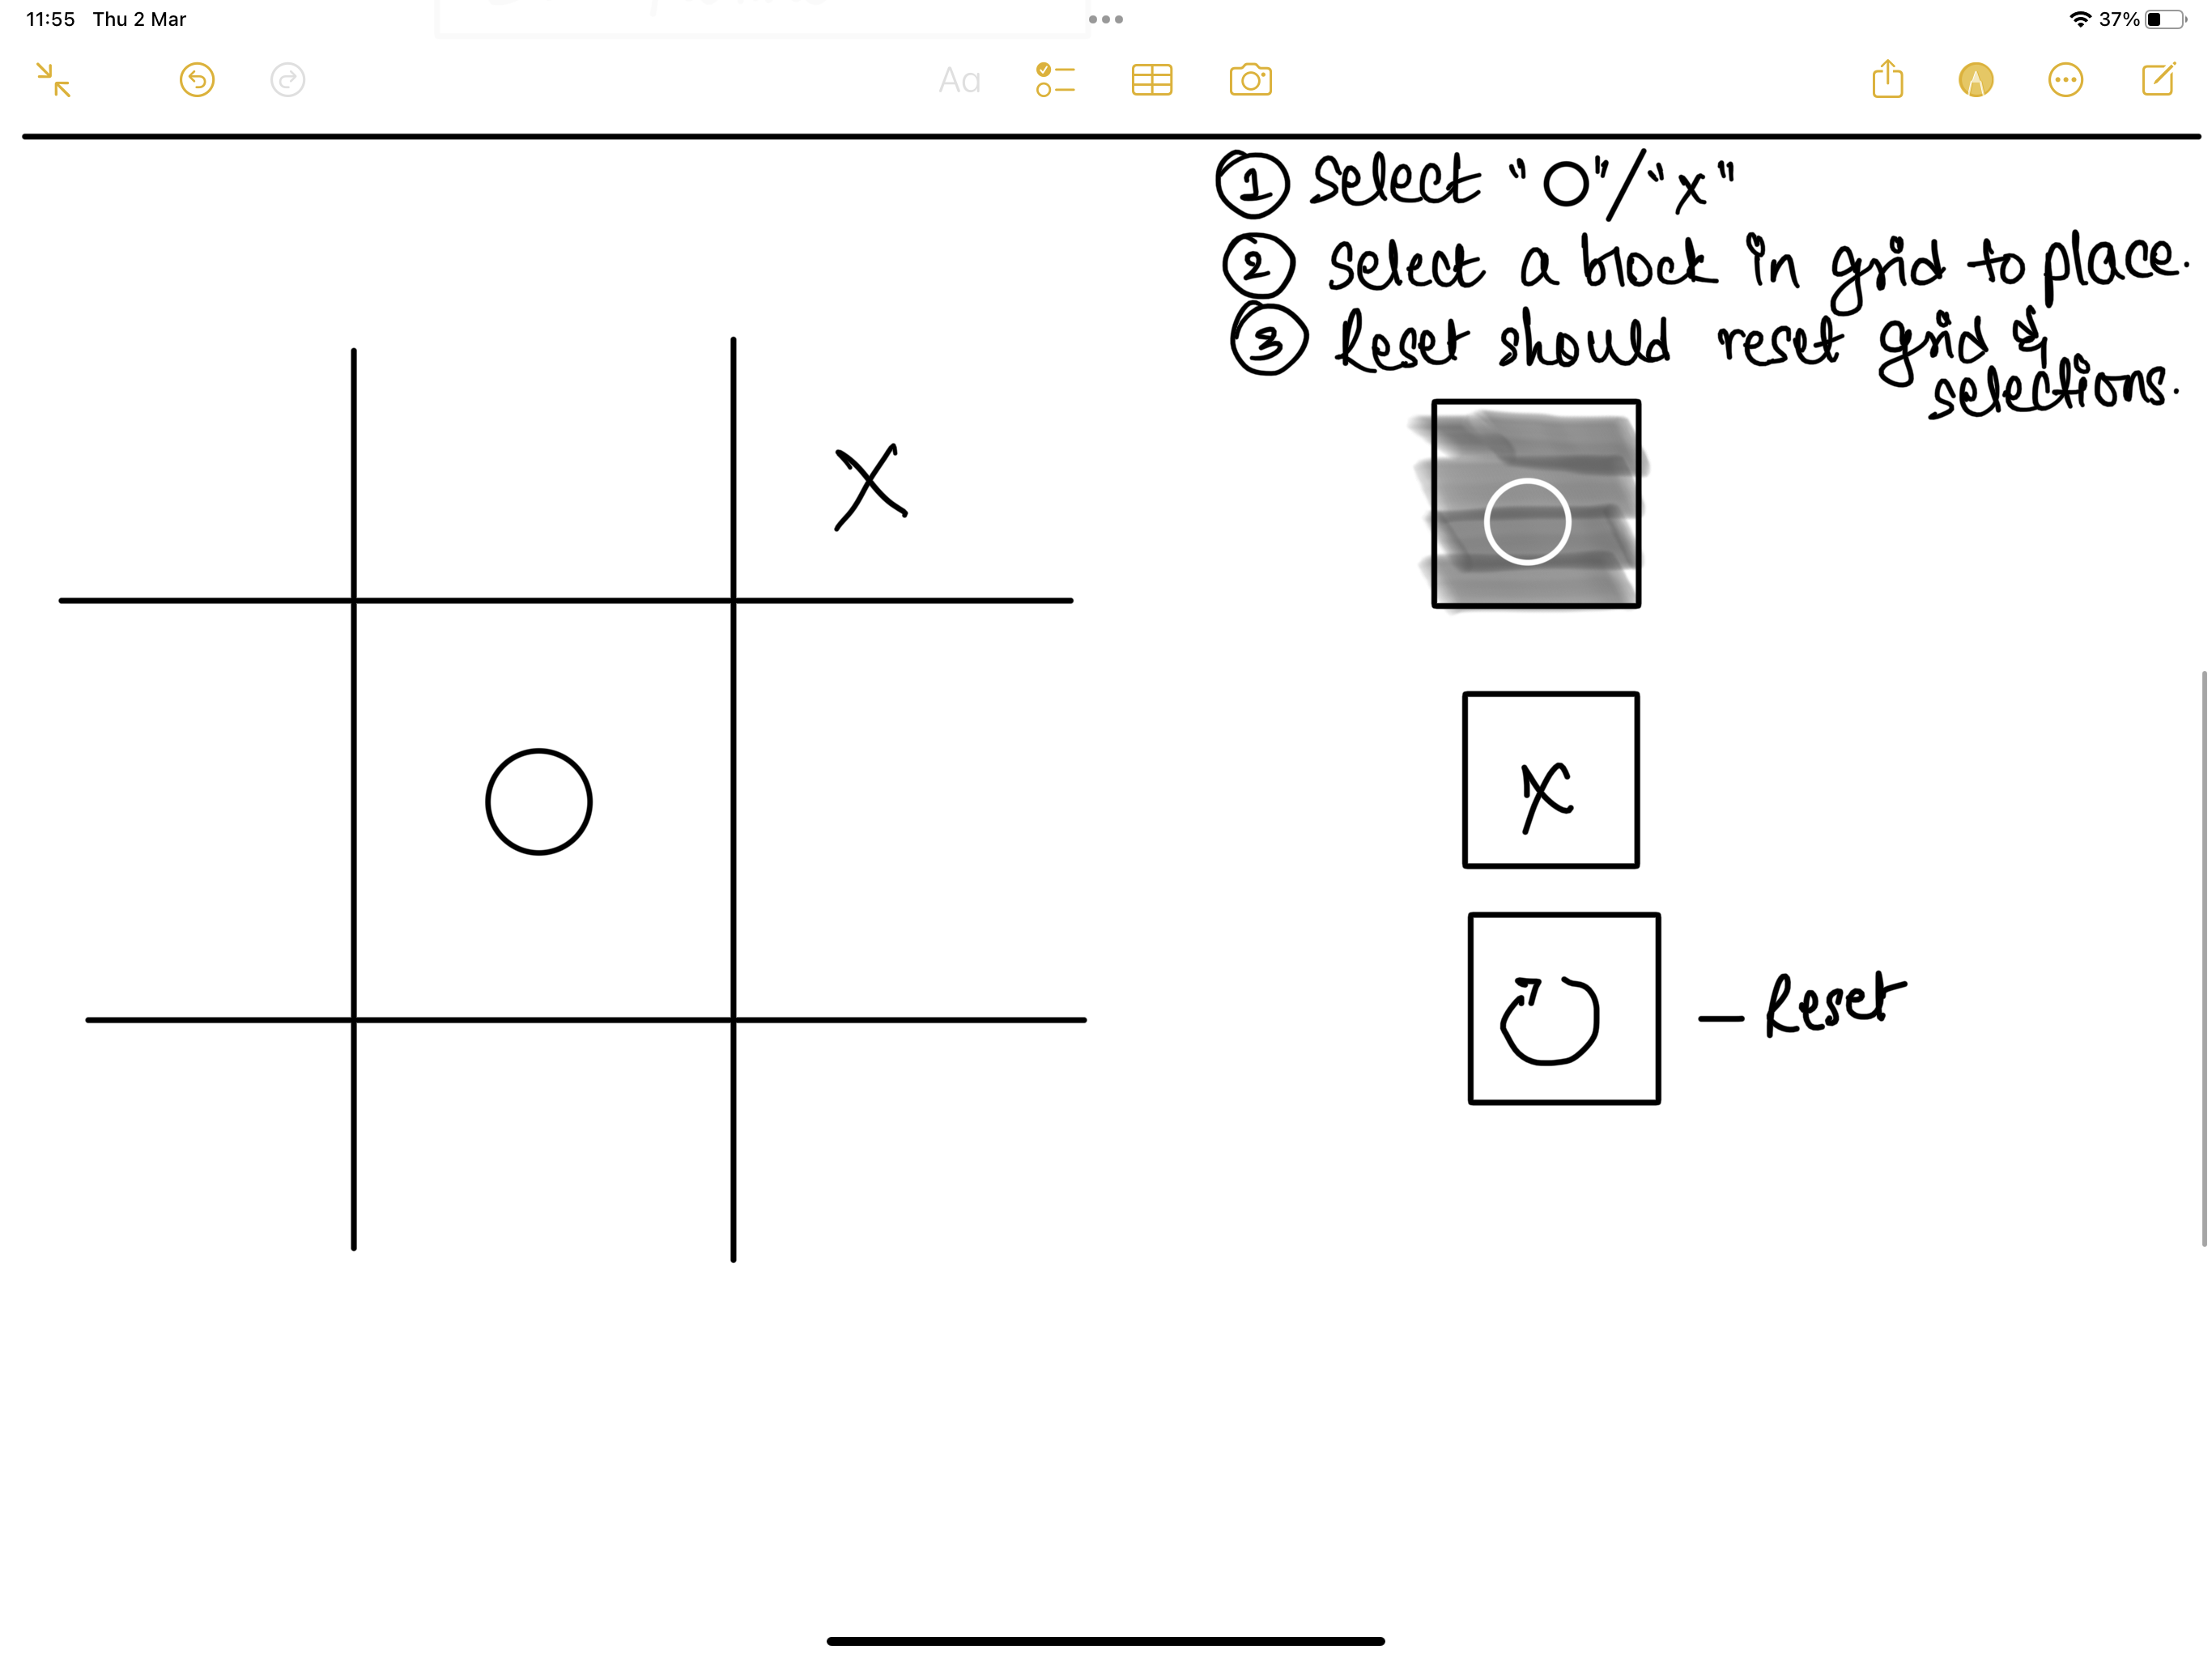 11:55 Thu 2 Mar
37%
Aa
① Select "O"/"x"
② Select a block in grid to place.
③ Reset should reset grid &
selections.
X
O
O
x
— Reset